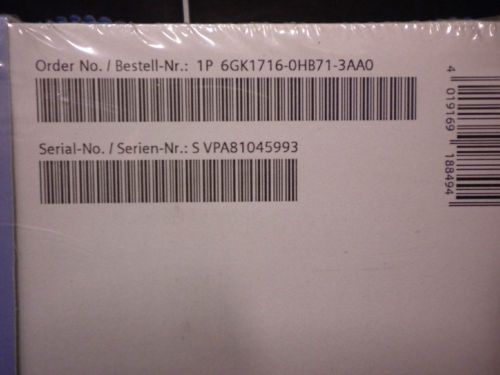 Order No. / Bestell-Nr.: 1P 6GK1716-0HB71-3AA0
Serial-No. / Serien-Nr.: S VPA81045993
4 019169 188494